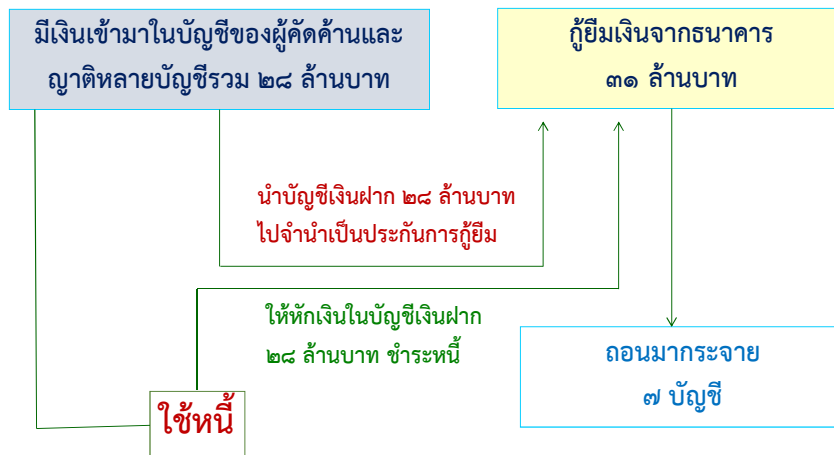 มีเงินเข้ามาในบัญชีของผู้คัดค้านและ
ญาติหลายบัญชีรวม ๒๘ ล้านบาท
กู้ยืมเงินจากธนาคาร
๓๑ ล้านบาท
นำบัญชีเงินฝาก ๒๘ ล้านบาท
ไปจำนำเป็นประกันการกู้ยืม
ให้หักเงินในบัญชีเงินฝาก
๒๘ ล้านบาท ชำระหนี้
ถอนมากระจาย
๗ บัญชี
ใช้หนี้